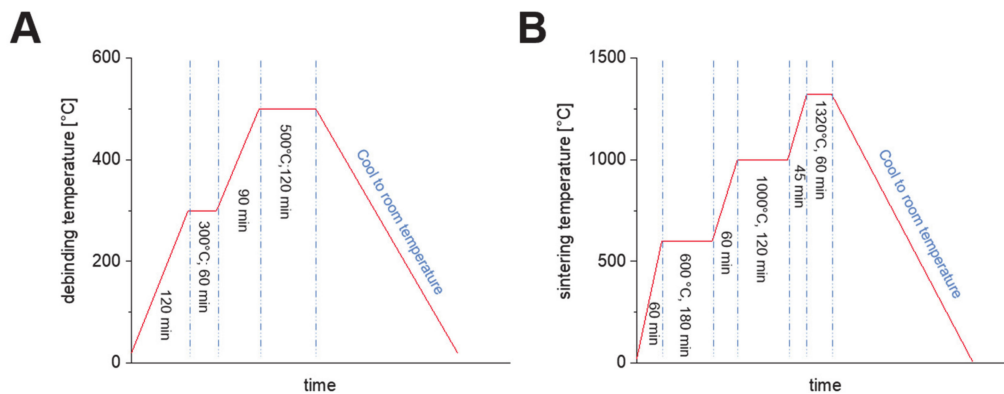 A
600
400
200
0
debinding temperature [°C]
120 min
300°C; 60 min
90 min
500°C;120 min
Cool to room temperature
time
B
1500
1000
500
0
sintering temperature [°C]
60 min
600 °C, 180 min
60 min
1000°C, 120 min
45 min
1320°C, 60 min
Cool to room temperature
time